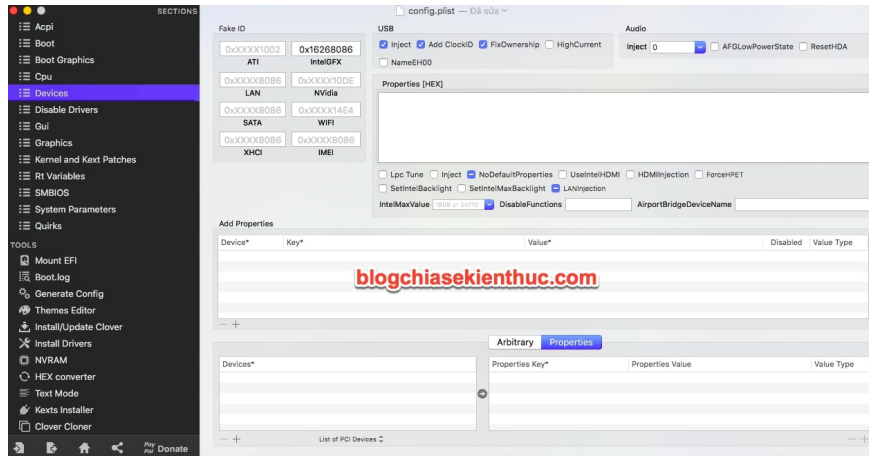 SECTIONS
config.plist — Đã sửa
Acpi
Boot
Boot Graphics
Cpu
Devices
Disable Drivers
Gui
Graphics
Kernel and Kext Patches
Rt Variables
SMBIOS
System Parameters
Quirks
TOOLS
Mount EFI
Boot.log
Generate Config
Themes Editor
Install/Update Clover
Install Drivers
NVRAM
HEX converter
Text Mode
Kexts Installer
Clover Cloner
Pay Pal Donate
Fake ID
0xXXXX1002 0x16268086
ATI IntelGFX
0xXXXX8086 0xXXXX10DE
LAN NVidia
0xXXXX8086 0xXXXX14E4
SATA WIFI
0xXXXX8086 0xXXXX8086
XHCI IMEI
USB
Inject Add ClockID FixOwnership HighCurrent
NameEH00
Audio
Inject 0 AFGLowPowerState ResetHDA
Properties [HEX]
Lpc Tune Inject NoDefaultProperties UseIntelHDMI HDMIInjection ForceHPET
SetIntelBacklight SetIntelMaxBacklight LANInjection
IntelMaxValue 1808 or 0x710 DisableFunctions AirportBridgeDeviceName
Add Properties
Device* Key* Value* Disabled Value Type
blogchiasekienthuc.com
Arbitrary Properties
Devices* Properties Key* Properties Value Value Type
List of PCI Devices